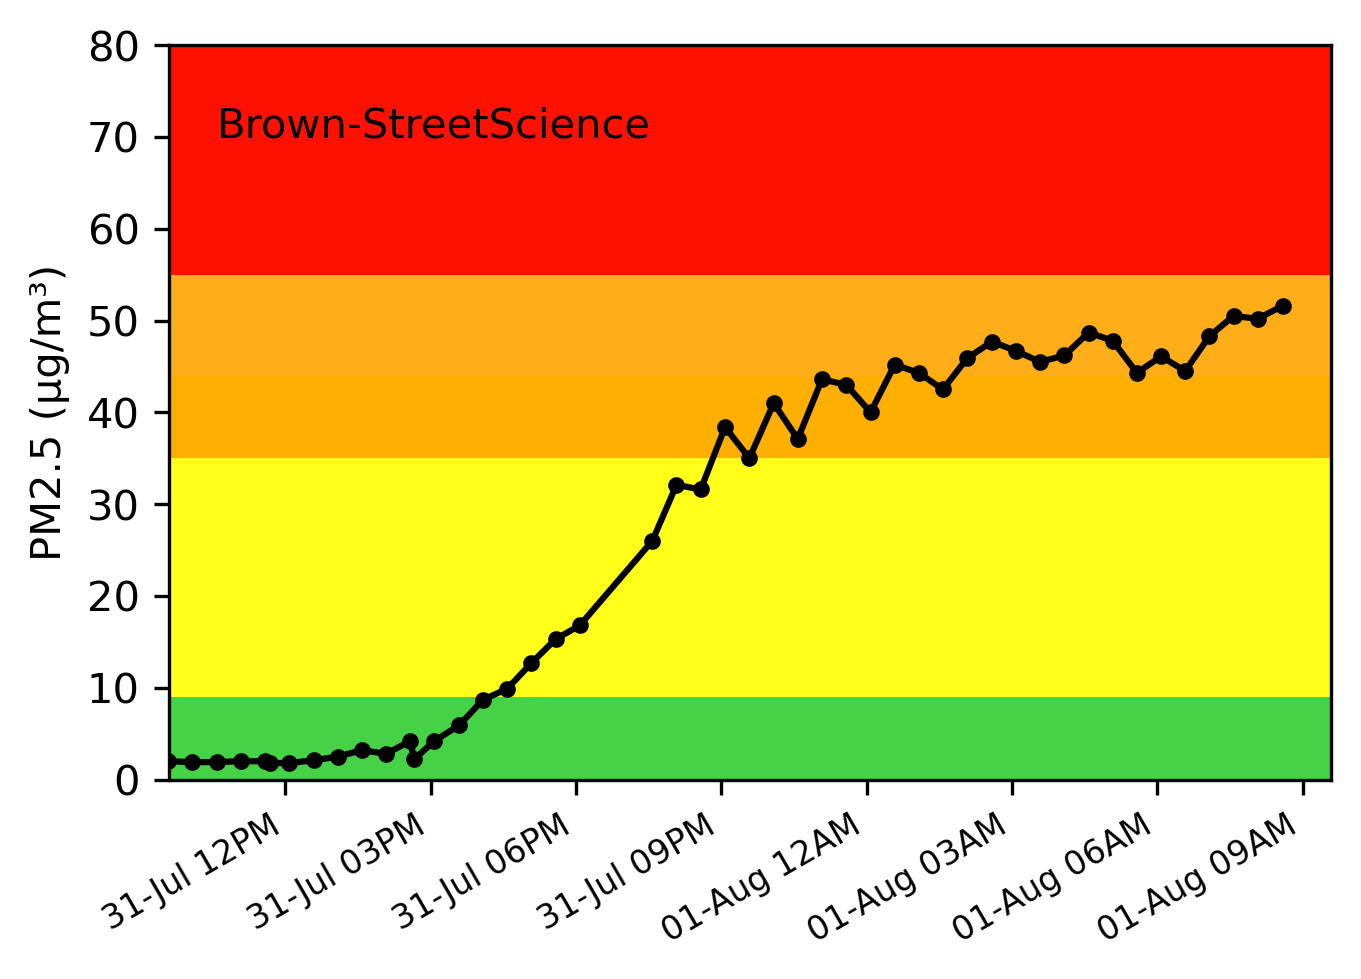 80
70
60
50
40
30
20
10
0
PM2.5 (µg/m³)
Brown-StreetScience
31-Jul 12PM
31-Jul 03PM
31-Jul 06PM
31-Jul 09PM
01-Aug 12AM
01-Aug 03AM
01-Aug 06AM
01-Aug 09AM